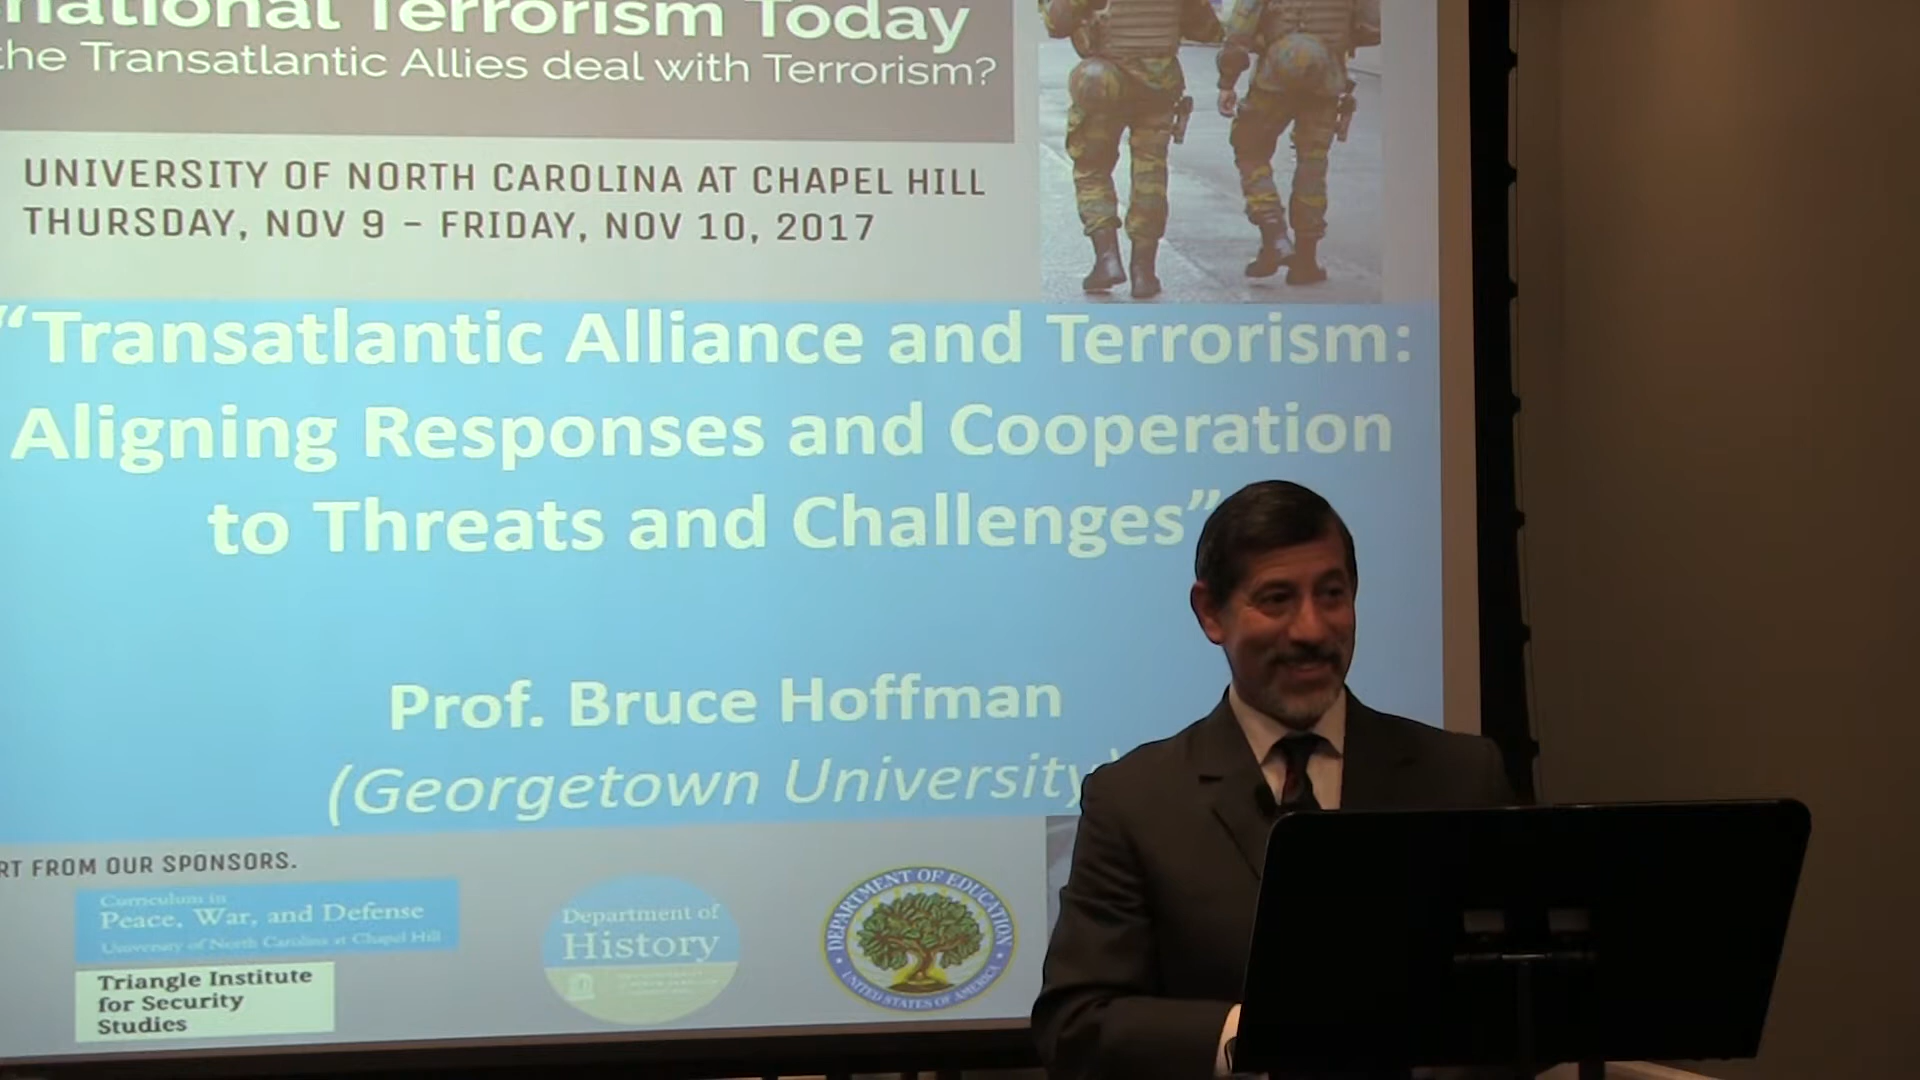 national Terrorism Today
the Transatlantic Allies deal with Terrorism?
UNIVERSITY OF NORTH CAROLINA AT CHAPEL HILL
THURSDAY, NOV 9 – FRIDAY, NOV 10, 2017
“Transatlantic Alliance and Terrorism:
Aligning Responses and Cooperation
to Threats and Challenges”
Prof. Bruce Hoffman
(Georgetown University)
RT FROM OUR SPONSORS.
Curriculum in
Peace, War, and Defense
University of North Carolina at Chapel Hill
Triangle Institute
for Security
Studies
Department of
History
DEPARTMENT OF EDUCATION
UNITED STATES OF AMERICA